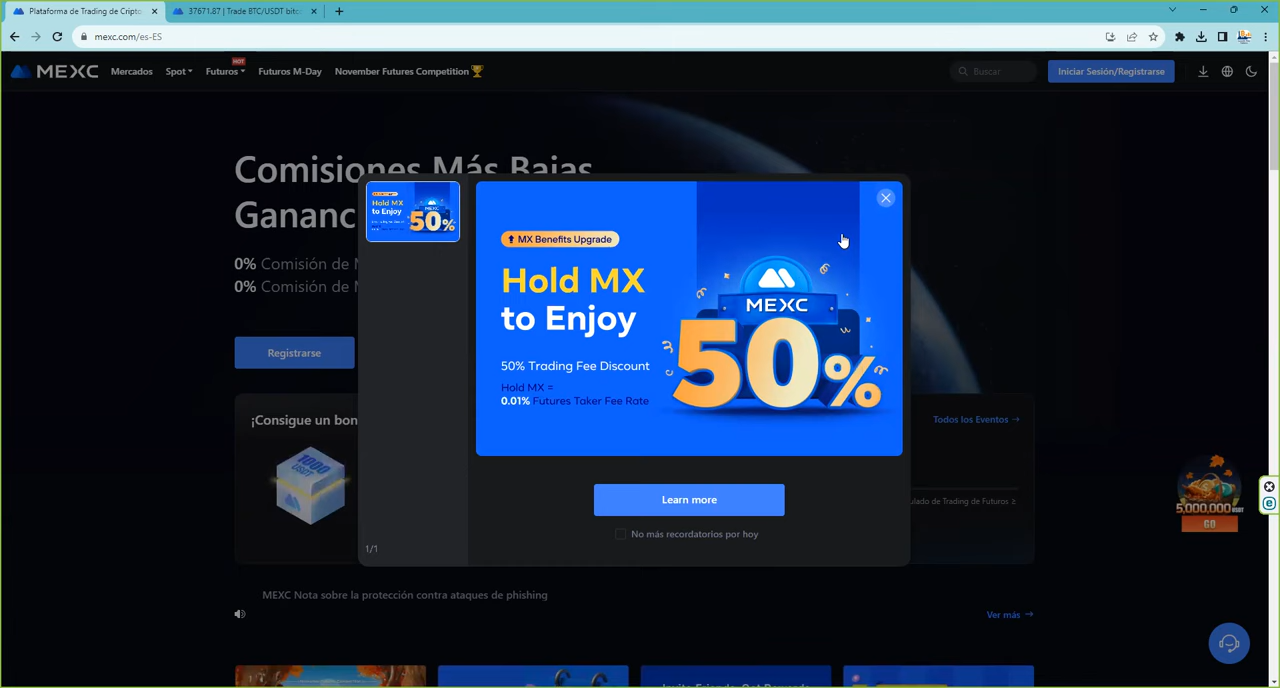 Plataforma de Trading de Cripto
37671.87 | Trade BTC/USDT bitc
mexc.com/es-ES
MEXC
Mercados
Spot
HOT
Futuros
Futuros M-Day
November Futures Competition
Buscar
Iniciar Sesión/Registrarse
Comisiones Más Bajas
Gananc
0% Comisión de M
0% Comisión de M
Registrarse
Hold MX
to Enjoy
MEXC
50%
MX Benefits Upgrade
Hold MX
to Enjoy
50% Trading Fee Discount
Hold MX =
0.01% Futures Taker Fee Rate
MEXC
50%
Learn more
No más recordatorios por hoy
1/1
¡Consigue un bon
1000
USDT
Todos los Eventos
ulado de Trading de Futuros ≥
5,000,000 USDT
GO
MEXC Nota sobre la protección contra ataques de phishing
Ver más